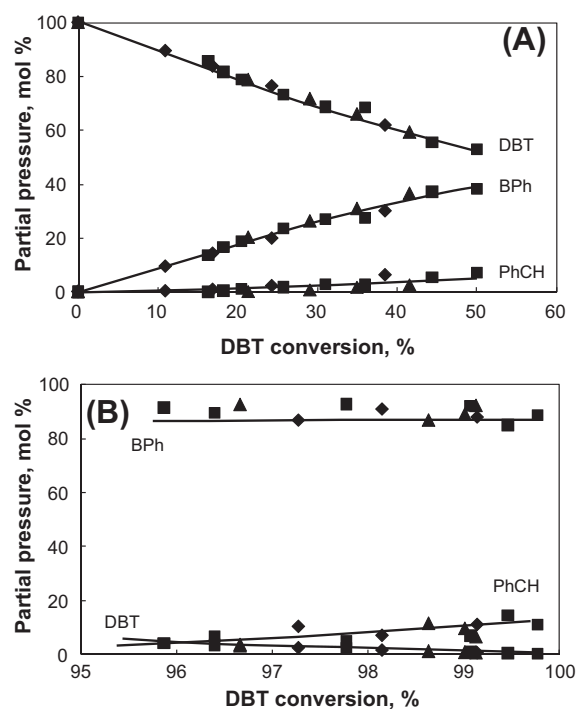 (A)
Partial pressure, mol %
100
80
60
40
20
0
DBT
BPh
PhCH
0 10 20 30 40 50 60
DBT conversion, %
(B)
Partial pressure, mol %
100
80
60
40
20
0
BPh
PhCH
DBT
95 96 97 98 99 100
DBT conversion, %